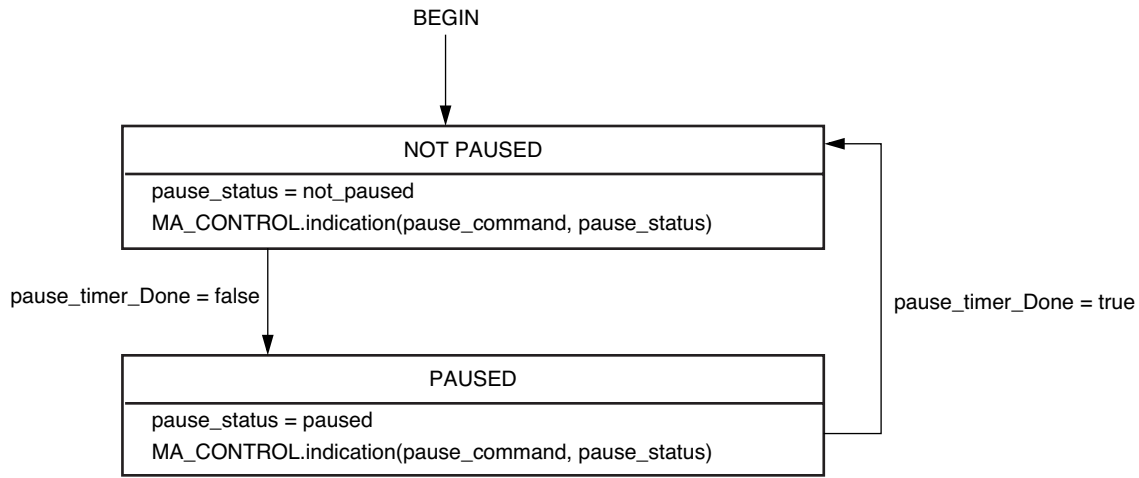 BEGIN
NOT PAUSED
pause_status = not_paused
MA_CONTROL.indication(pause_command, pause_status)
pause_timer_Done = false
pause_timer_Done = true
PAUSED
pause_status = paused
MA_CONTROL.indication(pause_command, pause_status)